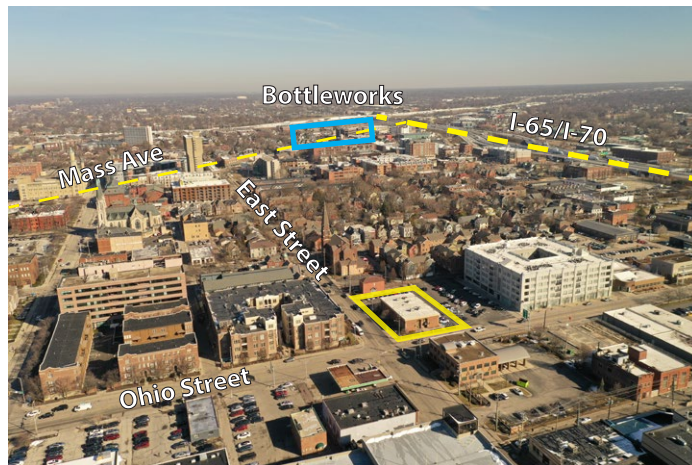 Bottleworks
I-65/I-70
Mass Ave
East Street
Ohio Street